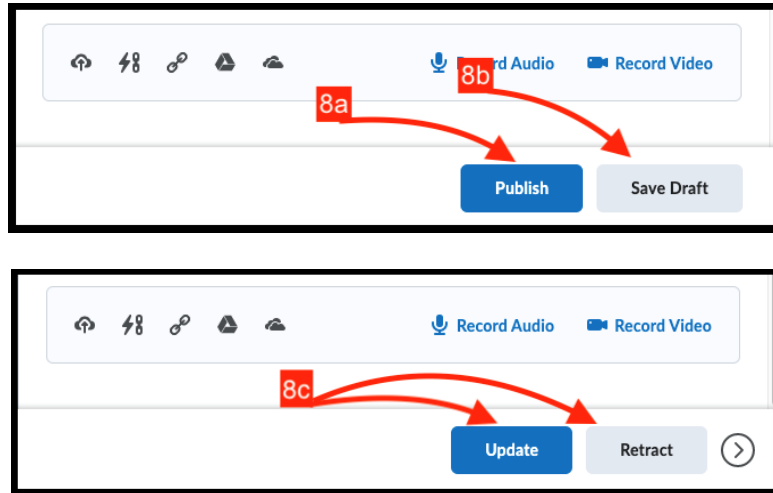 8b
Record Audio Record Video
8a
Publish Save Draft
Record Audio Record Video
8c
Update Retract